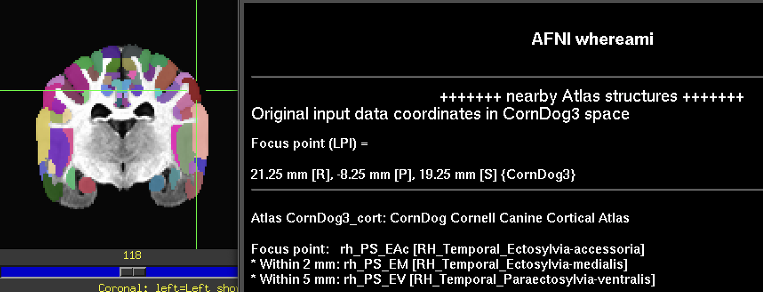 AFNI whereami
+++++++ nearby Atlas structures +++++++
Original input data coordinates in CornDog3 space
Focus point (LPI) =
21.25 mm [R], -8.25 mm [P], 19.25 mm [S] {CornDog3}
Atlas CornDog3_cort: CornDog Cornell Canine Cortical Atlas
Focus point: rh_PS_EAc [RH_Temporal_Ectosylvia-accessoria]
* Within 2 mm: rh_PS_EM [RH_Temporal_Ectosylvia-medialis]
* Within 5 mm: rh_PS_EV [RH_Temporal_Paraectosylvia-ventralis]
118
Coronal: left=Left sho